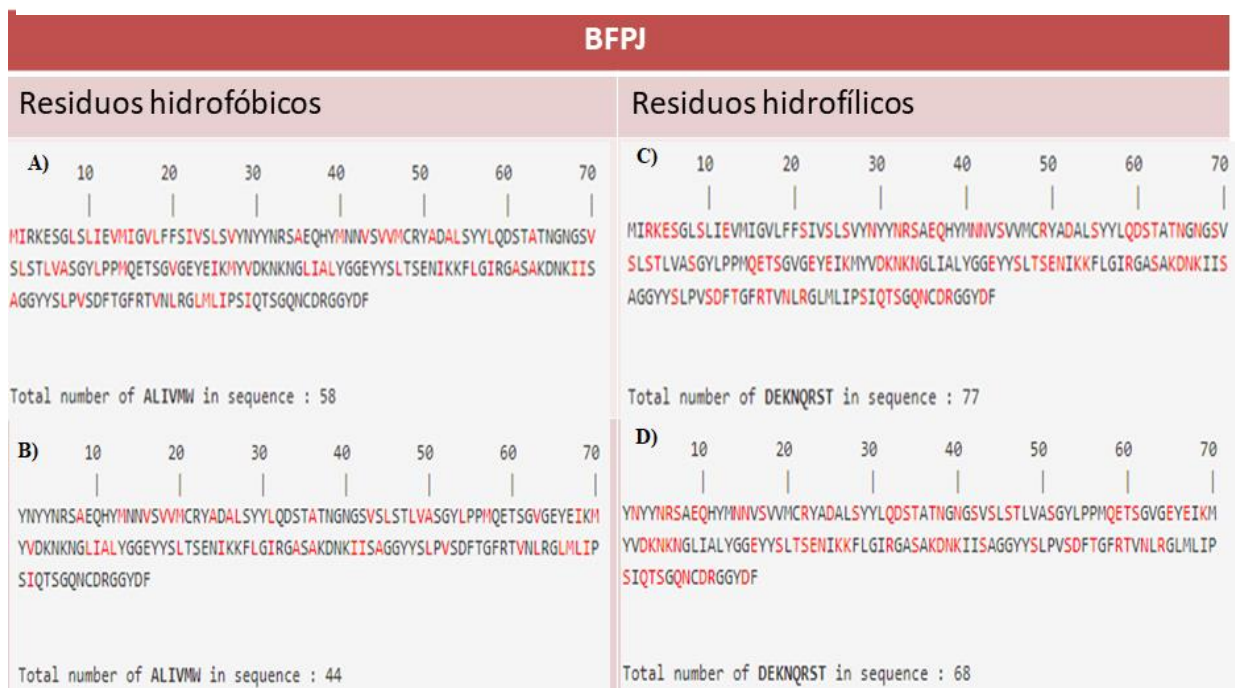 BFPJ
Residuos hidrofóbicos
A)
10 20 30 40 50 60 70
| | | | | | |
MIRKESGLSLIEVMIGVLFFSIVSLSVYNYYNRSAEQHYMNNVSVVMCRYADALSYYLQDSTATNGNGSV
SLSTLVASGYLPPMQETSGVGEYEIKMYVDKNKNGLIALYGGEYYSLTSENIKKFLGIRGASAKDNKIIS
AGGYYSLPVSDFTGFRTVNLRGLMLIPSIQTSGQNCDRGGYDF
Total number of ALIVMW in sequence : 58
B)
10 20 30 40 50 60 70
| | | | | | |
YNYYNRSAEQHYMNNVSVVMCRYADALSYYLQDSTATNGNGSVSLSTLVASGYLPPMQETSGVGEYEIKM
YVDKNKNGLIALYGGEYYSLTSENIKKFLGIRGASAKDNKIISAGGYYSLPVSDFTGFRTVNLRGLMLIP
SIQTSGQNCDRGGYDF
Total number of ALIVMW in sequence : 44
Residuos hidrofílicos
C)
10 20 30 40 50 60 70
| | | | | | |
MIRKESGLSLIEVMIGVLFFSIVSLSVYNYYNRSAEQHYMNNVSVVMCRYADALSYYLQDSTATNGNGSV
SLSTLVASGYLPPMQETSGVGEYEIKMYVDKNKNGLIALYGGEYYSLTSENIKKFLGIRGASAKDNKIIS
AGGYYSLPVSDFTGFRTVNLRGLMLIPSIQTSGQNCDRGGYDF
Total number of DEKNQRST in sequence : 77
D)
10 20 30 40 50 60 70
| | | | | | |
YNYYNRSAEQHYMNNVSVVMCRYADALSYYLQDSTATNGNGSVSLSTLVASGYLPPMQETSGVGEYEIKM
YVDKNKNGLIALYGGEYYSLTSENIKKFLGIRGASAKDNKIISAGGYYSLPVSDFTGFRTVNLRGLMLIP
SIQTSGQNCDRGGYDF
Total number of DEKNQRST in sequence : 68